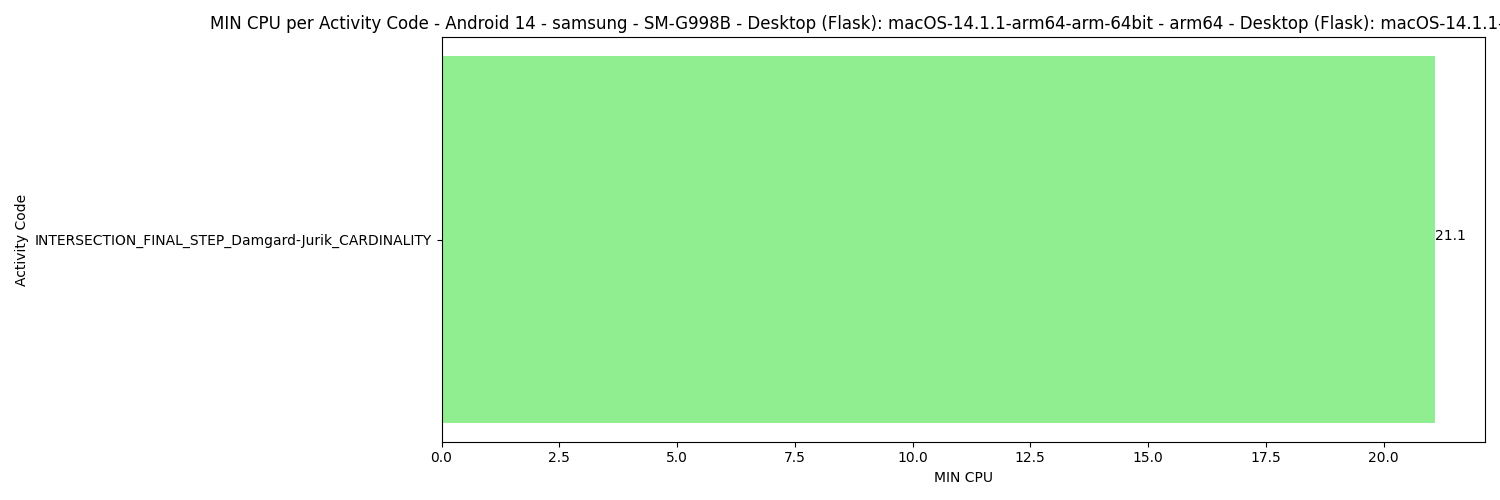 MIN CPU per Activity Code - Android 14 - samsung - SM-G998B - Desktop (Flask): macOS-14.1.1-arm64-arm-64bit - arm64 - Desktop (Flask): macOS-14.1.1-
Activity Code
INTERSECTION_FINAL_STEP_Damgard-Jurik_CARDINALITY
21.1
0.0 2.5 5.0 7.5 10.0 12.5 15.0 17.5 20.0
MIN CPU